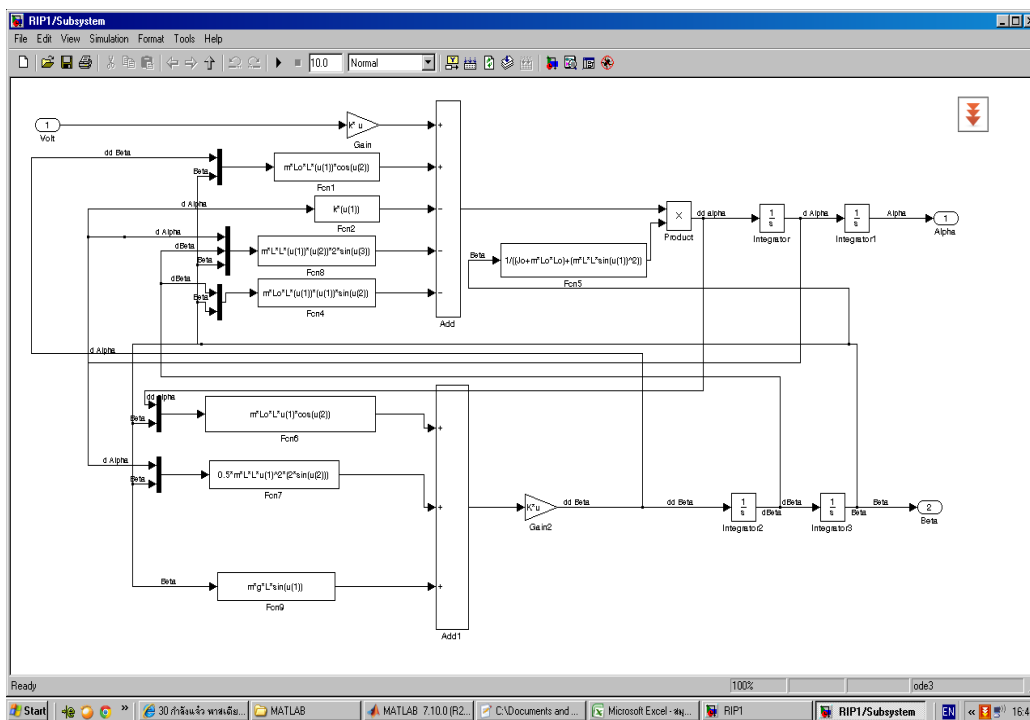 RIP1/Subsystem
File Edit View Simulation Format Tools Help
10.0 Normal
1
Volt
K* u
Gain
dd Beta
Beta
m*Lo*L*(u(1))*cos(u(2))
Fcn1
d Alpha
k*(u(1))
Fcn2
d Alpha
dBeta
Beta
m*L*L*(u(1))*(u(2))*2*sin(u(3))
Fcn8
dBeta
Beta
m*Lo*L*(u(1))*(u(1))*sin(u(2))
Fcn4
Add
Beta
1/((Jo+m*Lo*Lo)+(m*L*L*sin(u(1))^2))
Fcn5
×
Product
dd alpha
1
s
Integrator
d Alpha
1
s
Integrator1
Alpha
1
Alpha
d Alpha
dd alpha
Beta
m*Lo*L*u(1)*cos(u(2))
Fcn6
d Alpha
Beta
0.5*m*L*L*u(1)^2*(2*sin(u(2)))
Fcn7
Beta
m*g*L*sin(u(1))
Fcn9
Add1
K*u
Gain2
dd Beta
dd Beta
1
s
Integrator2
dBeta
dBeta
1
s
Integrator3
Beta
Beta
2
Beta
Ready 100% ode3
Start » MATLAB MATLAB 7.10.0 (R2... C:\Documents and ... RIP1 RIP1/Subsystem EN «